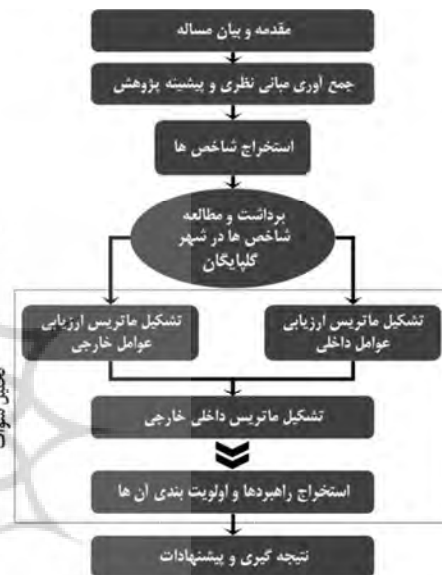 مقدمه و بیان مساله
جمع آوری مبانی نظری و پیشینه پژوهش
استخراج شاخص ها
برداشت و مطالعه
شاخص ها در شهر
گلپایگان
تشکیل ماتریس ارزیابی
عوامل داخلی
تشکیل ماتریس ارزیابی
عوامل خارجی
تشکیل ماتریس داخلی خارجی
استخراج راهبردها و اولویت بندی آن ها
نتیجه گیری و پیشنهادات
تحلیل سوات